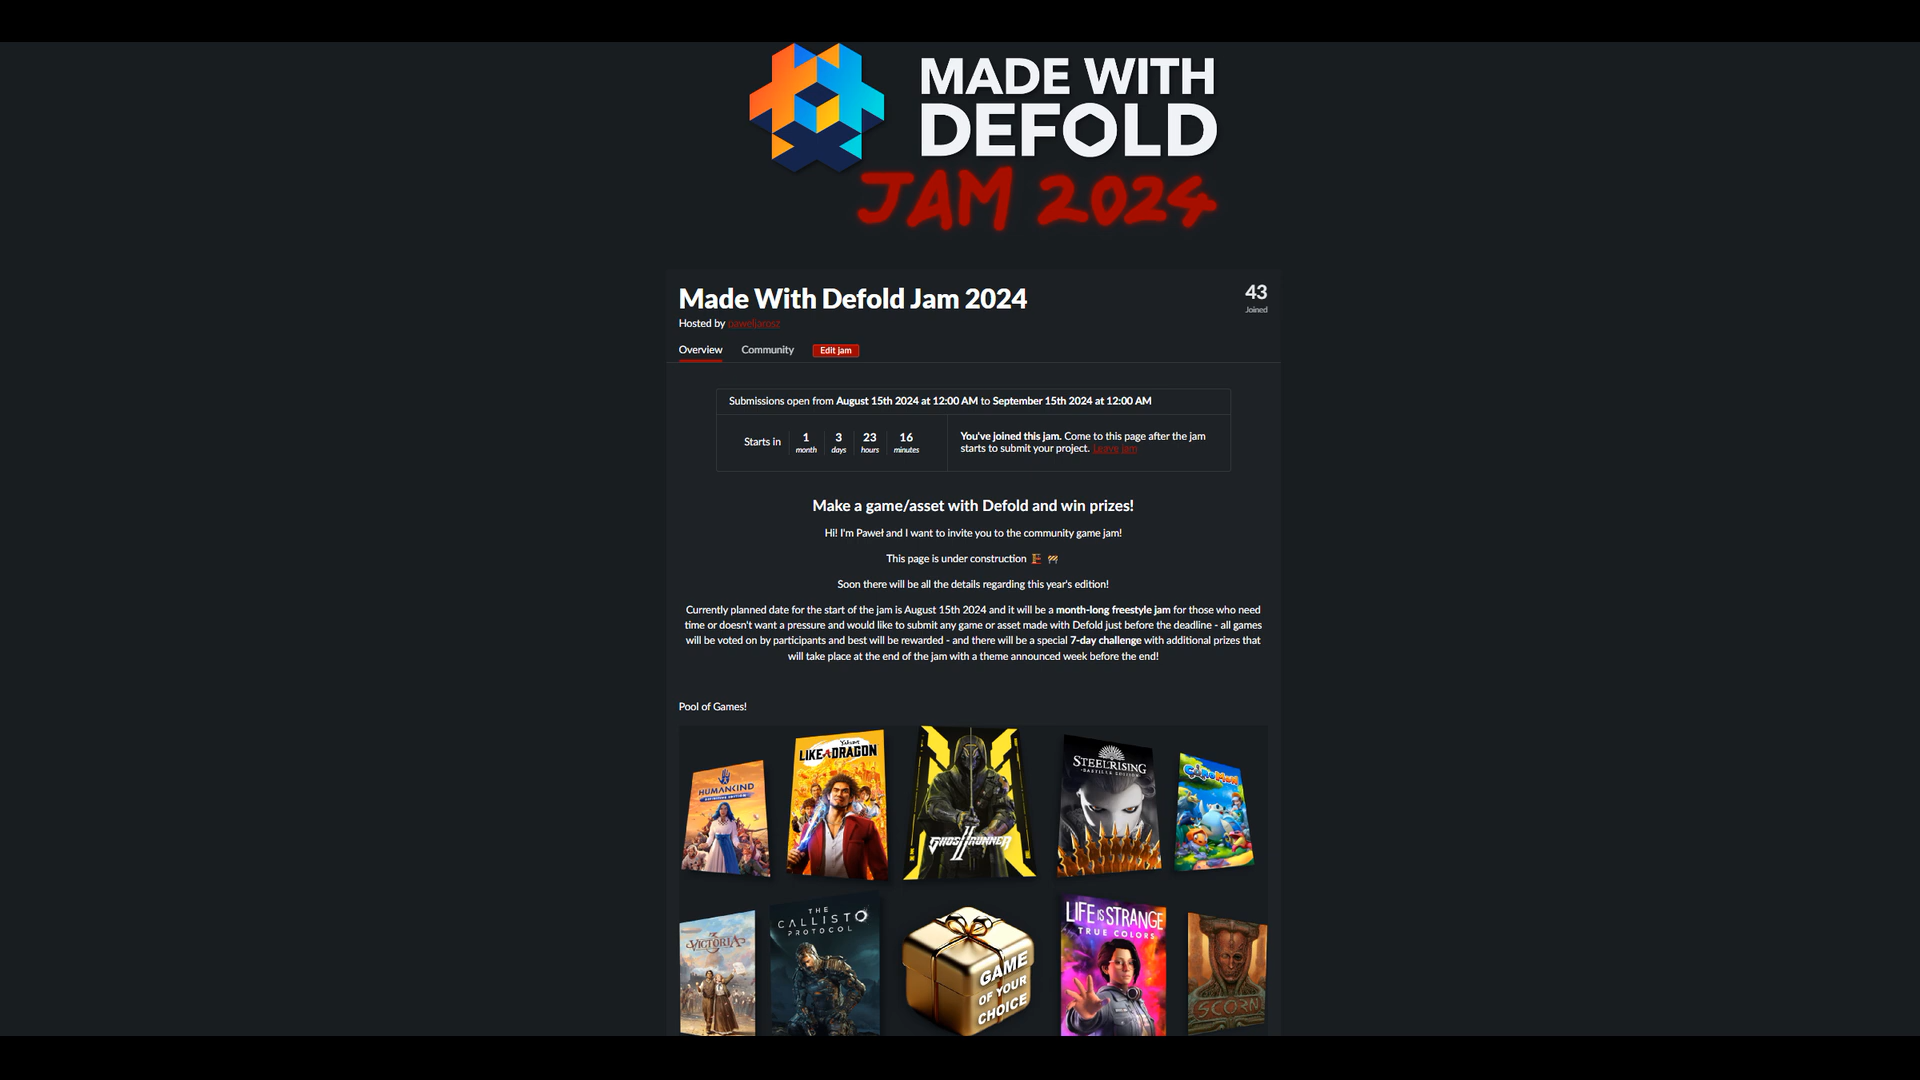 MADE WITH
DEFOLD
JAM 2024
Made With Defold Jam 2024
43
Joined
Hosted by paweljarosz
Overview
Community
Edit jam
Submissions open from August 15th 2024 at 12:00 AM to September 15th 2024 at 12:00 AM
Starts in
1
month
3
days
23
hours
16
minutes
You've joined this jam. Come to this page after the jam
starts to submit your project. Leave jam
Make a game/asset with Defold and win prizes!
Hi! I'm Paweł and I want to invite you to the community game jam!
This page is under construction
Soon there will be all the details regarding this year's edition!
Currently planned date for the start of the jam is August 15th 2024 and it will be a month-long freestyle jam for those who need
time or doesn't want a pressure and would like to submit any game or asset made with Defold just before the deadline - all games
will be voted on by participants and best will be rewarded - and there will be a special 7-day challenge with additional prizes that
will take place at the end of the jam with a theme announced week before the end!
Pool of Games!
HUMANKIND
DEFINITIVE EDITION
Yakuza
LIKE A DRAGON
GHOSTRUNNER
II
STEELRISING
BASTILLE EDITION
VICTORIA
3
THE
CALLISTO
PROTOCOL
GAME
OF YOUR
CHOICE
LIFE IS STRANGE
TRUE COLORS
SCORN